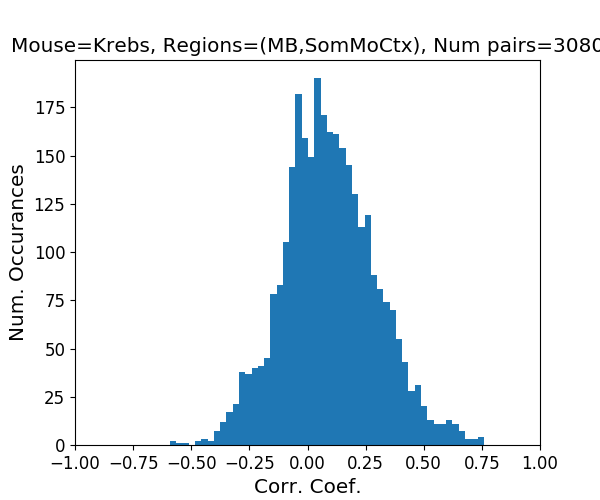 Mouse=Krebs, Regions=(MB,SomMoCtx), Num pairs=3080
Num. Occurances
175
150
125
100
75
50
25
0
−1.00 −0.75 −0.50 −0.25 0.00 0.25 0.50 0.75 1.00
Corr. Coef.